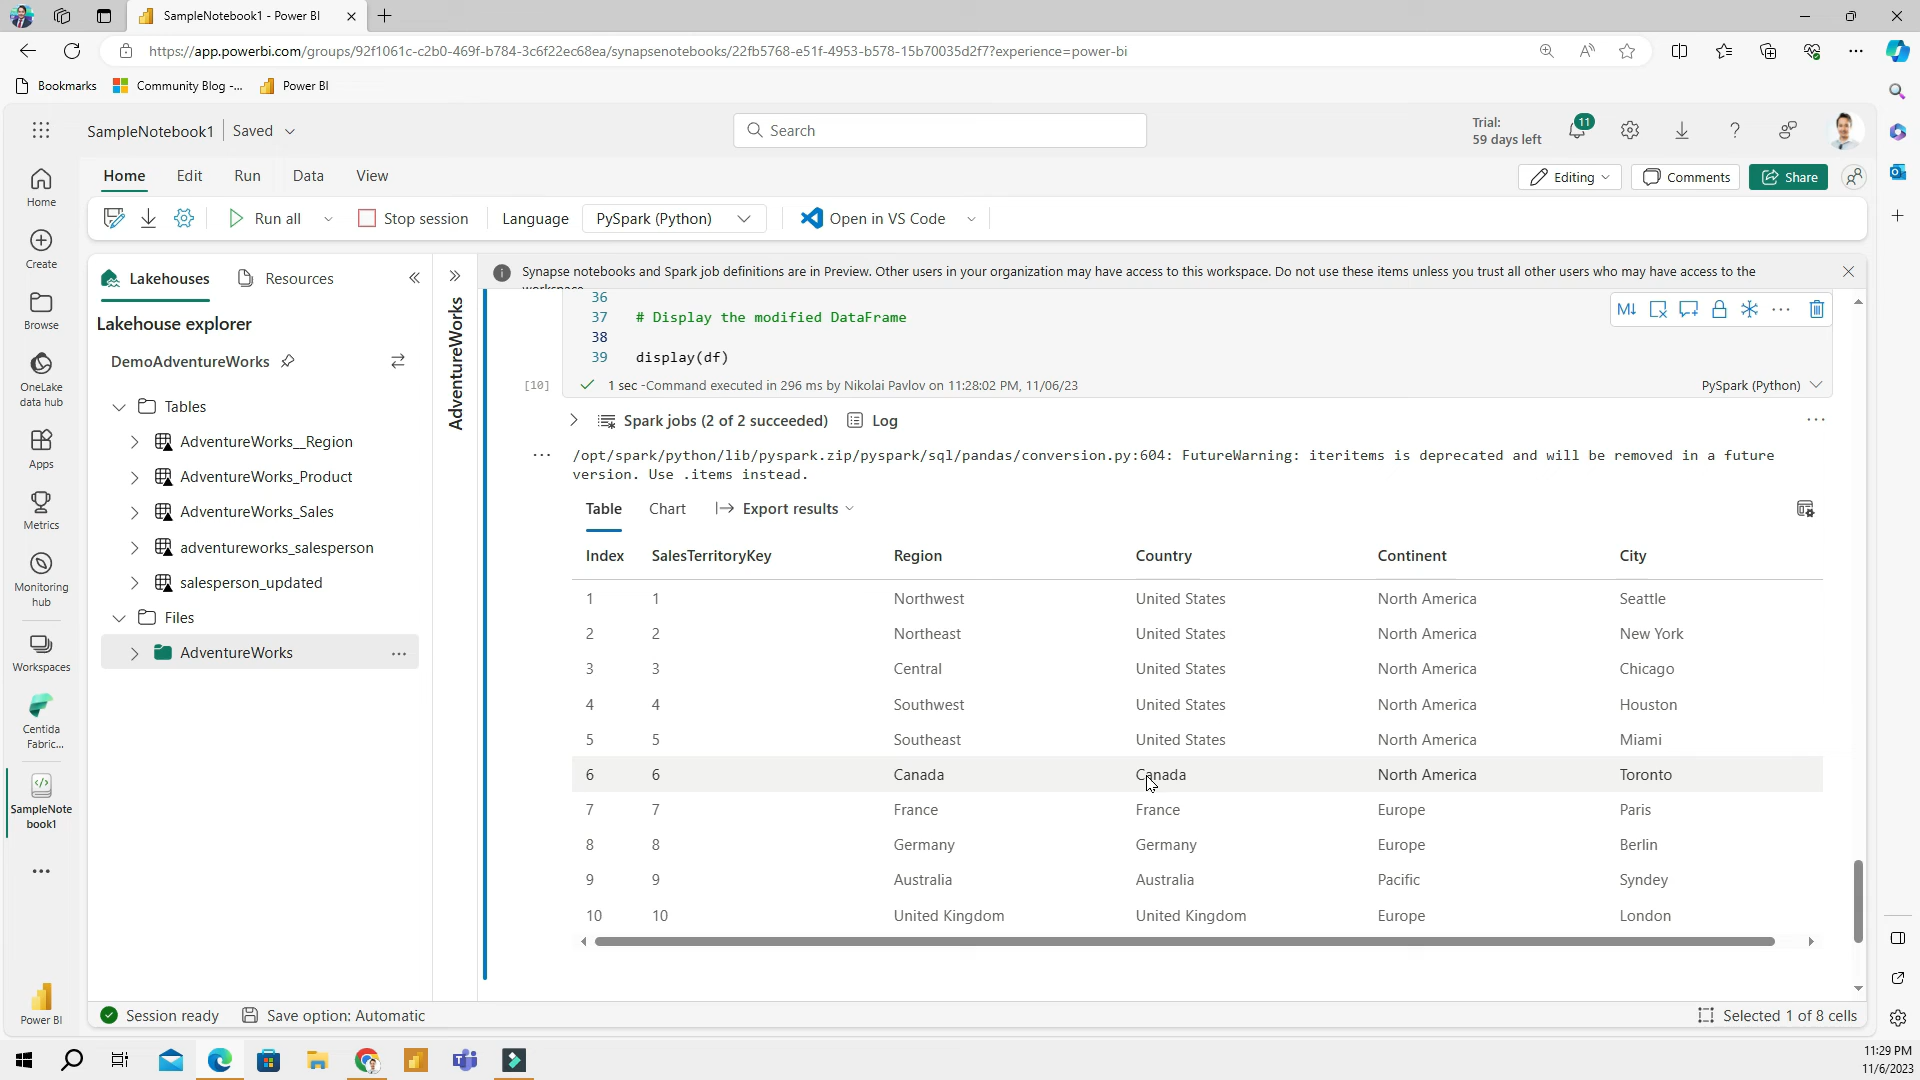 SampleNotebook1 - Power BI
https://app.powerbi.com/groups/92f1061c-c2b0-469f-b784-3c6f22ec68ea/synapsenotebooks/22fb5768-e51f-4953-b578-15b70035d2f7?experience=power-bi
Bookmarks Community Blog -... Power BI
SampleNotebook1 Saved Search Trial: 59 days left 11 ?
Home Edit Run Data View Editing Comments Share
Run all Stop session Language PySpark (Python) Open in VS Code
Home
Create
Browse
OneLake
data hub
Apps
Metrics
Monitoring
hub
Workspaces
Centida
Fabric...
SampleNote
book1
Power BI
Lakehouses Resources
Lakehouse explorer
DemoAdventureWorks
Tables
AdventureWorks__Region
AdventureWorks_Product
AdventureWorks_Sales
adventureworks_salesperson
salesperson_updated
Files
AdventureWorks
AdventureWorks
Synapse notebooks and Spark job definitions are in Preview. Other users in your organization may have access to this workspace. Do not use these items unless you trust all other users who may have access to the
36
37 # Display the modified DataFrame
38
39 display(df)
[10] 1 sec -Command executed in 296 ms by Nikolai Pavlov on 11:28:02 PM, 11/06/23 PySpark (Python)
M↓
Spark jobs (2 of 2 succeeded) Log
/opt/spark/python/lib/pyspark.zip/pyspark/sql/pandas/conversion.py:604: FutureWarning: iteritems is deprecated and will be removed in a future
version. Use .items instead.
Table Chart Export results
Index SalesTerritoryKey Region Country Continent City
1 1 Northwest United States North America Seattle
2 2 Northeast United States North America New York
3 3 Central United States North America Chicago
4 4 Southwest United States North America Houston
5 5 Southeast United States North America Miami
6 6 Canada Canada North America Toronto
7 7 France France Europe Paris
8 8 Germany Germany Europe Berlin
9 9 Australia Australia Pacific Syndey
10 10 United Kingdom United Kingdom Europe London
Session ready Save option: Automatic Selected 1 of 8 cells
11:29 PM
11/6/2023